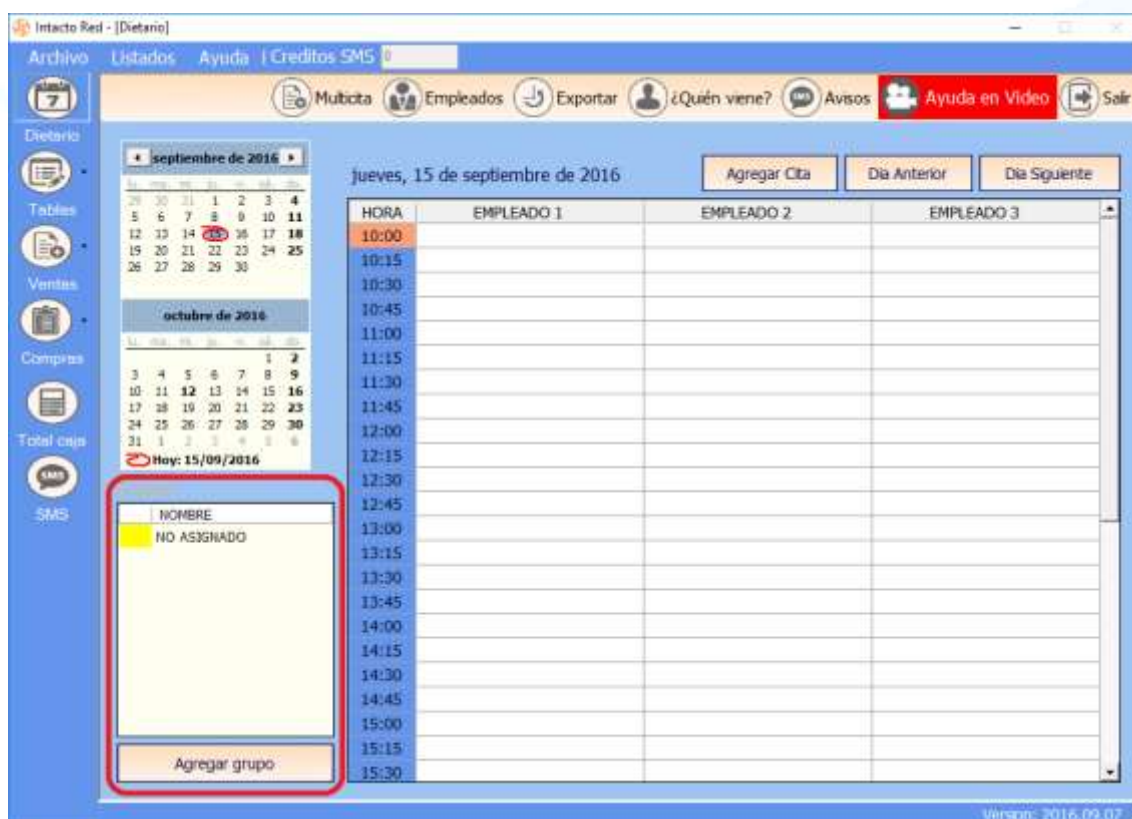 Intacto Red - [Dietario]
Archivo Listados Ayuda | Creditos SMS 0
Multicita Empleados Exportar ¿Quién viene? Avisos Ayuda en Video Salir
7
Dietario
Tablas
Ventas
Compras
Total caja
SMS
SMS
septiembre de 2016
29 30 31 1 2 3 4
5 6 7 8 9 10 11
12 13 14 15 16 17 18
19 20 21 22 23 24 25
26 27 28 29 30
octubre de 2016
1 2
3 4 5 6 7 8 9
10 11 12 13 14 15 16
17 18 19 20 21 22 23
24 25 26 27 28 29 30
31 1 2 3 4 5 6
Hoy: 15/09/2016
NOMBRE
NO ASIGNADO
Agregar grupo
jueves, 15 de septiembre de 2016
Agregar Cita Dia Anterior Dia Siguiente
HORA EMPLEADO 1 EMPLEADO 2 EMPLEADO 3
10:00
10:15
10:30
10:45
11:00
11:15
11:30
11:45
12:00
12:15
12:30
12:45
13:00
13:15
13:30
13:45
14:00
14:15
14:30
14:45
15:00
15:15
15:30
Version: 2016.09.07